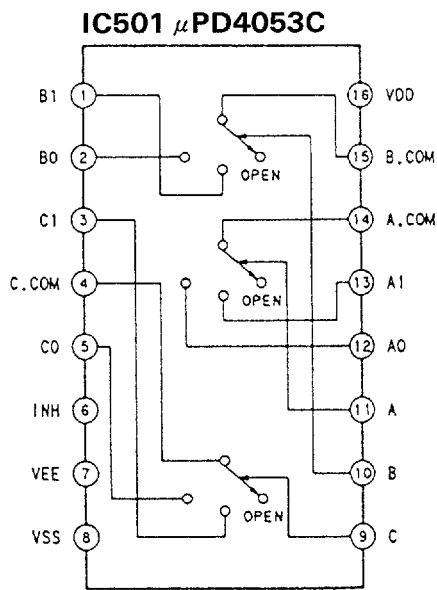 IC501 μPD4053C
B1 1
B0 2
C1 3
C.COM 4
C0 5
INH 6
VEE 7
VSS 8
16 VDD
15 B.COM
14 A.COM
13 A1
12 A0
11 A
10 B
9 C
OPEN
OPEN
OPEN